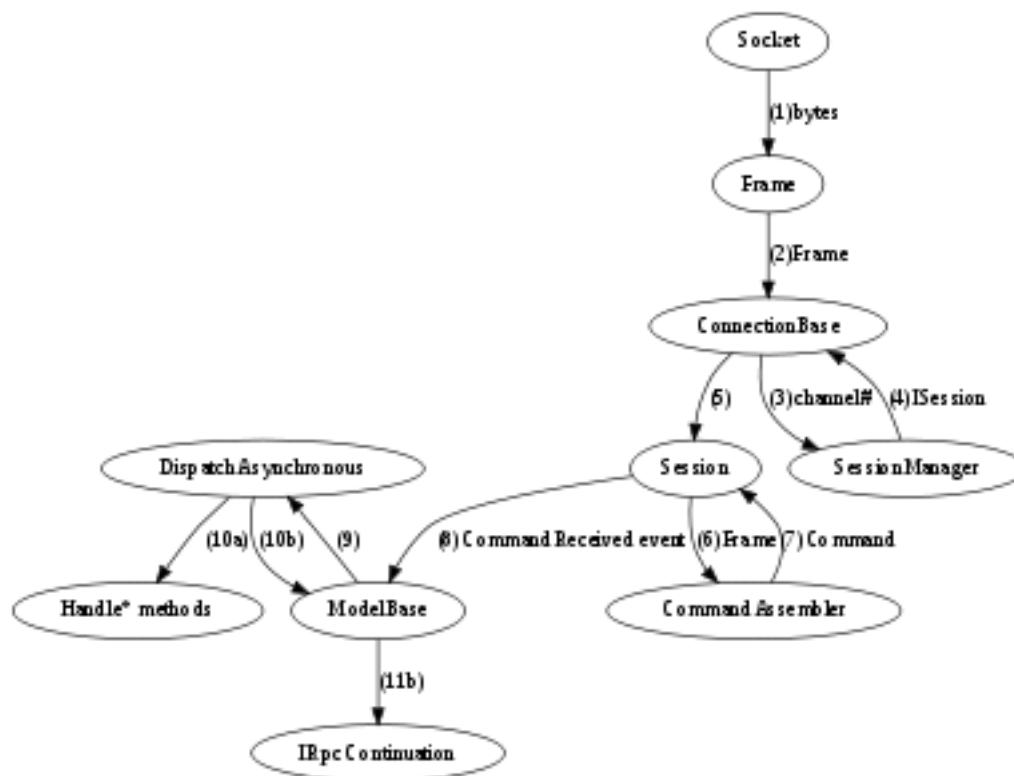 Socket
(1)bytes
Frame
(2)Frame
ConnectionBase
(5)
(3)channel#
(4)ISession
DispatchAsynchronous
Session
SessionManager
(10a)
(10b)
(9)
(8) CommandReceived event
(6)Frame
(7) Command
Handle* methods
ModelBase
CommandAssembler
(11b)
IRpcContinuation